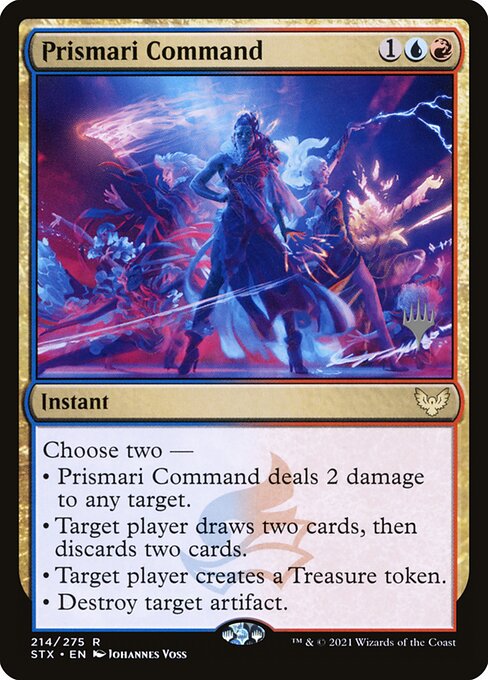 Prismari Command 1
Instant
Choose two —
• Prismari Command deals 2 damage
to any target.
• Target player draws two cards, then
discards two cards.
• Target player creates a Treasure token.
• Destroy target artifact.
214/275 R
STX • EN Johannes Voss
™ & © 2021 Wizards of the Coast